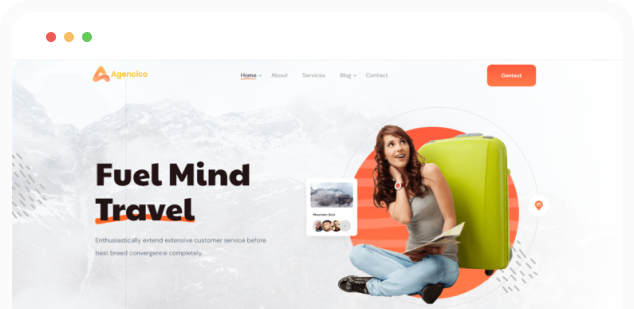 Agencico
Home
About
Services
Blog
Contact
Contact
Fuel Mind
Travel
Enthusiastically extend extensive customer service before
best breed convergence completely.
Mountain Tour